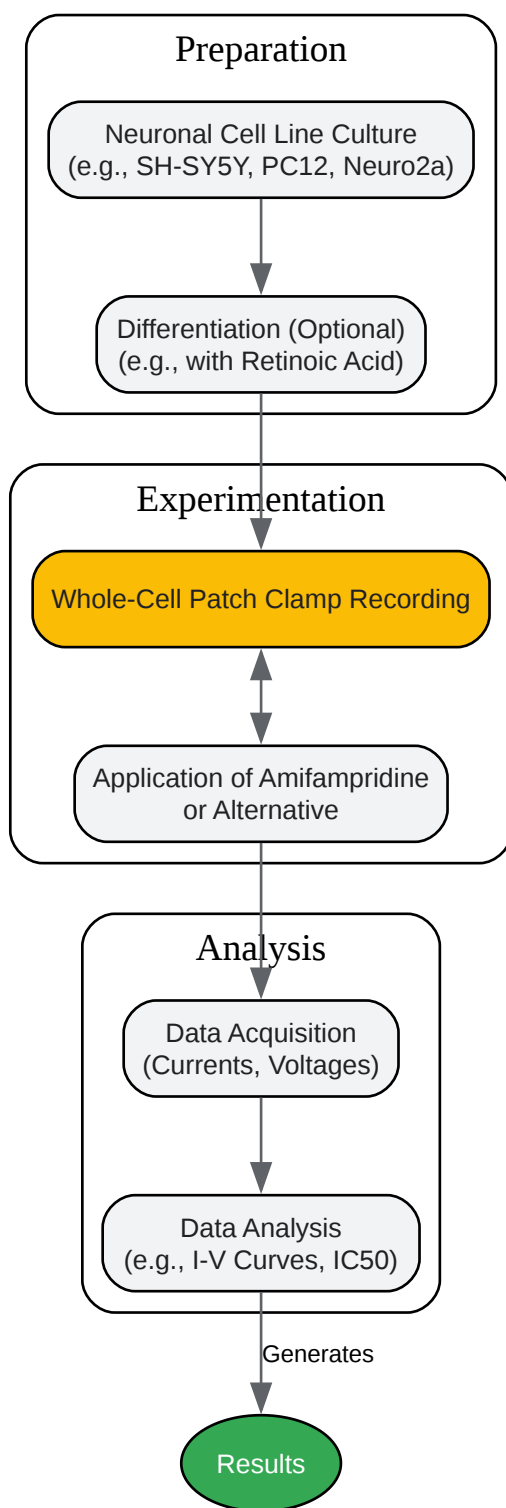 Preparation
Neuronal Cell Line Culture
(e.g., SH-SY5Y, PC12, Neuro2a)
Differentiation (Optional)
(e.g., with Retinoic Acid)
Experimentation
Whole-Cell Patch Clamp Recording
Application of Amifampridine
or Alternative
Analysis
Data Acquisition
(Currents, Voltages)
Data Analysis
(e.g., I-V Curves, IC50)
Generates
Results